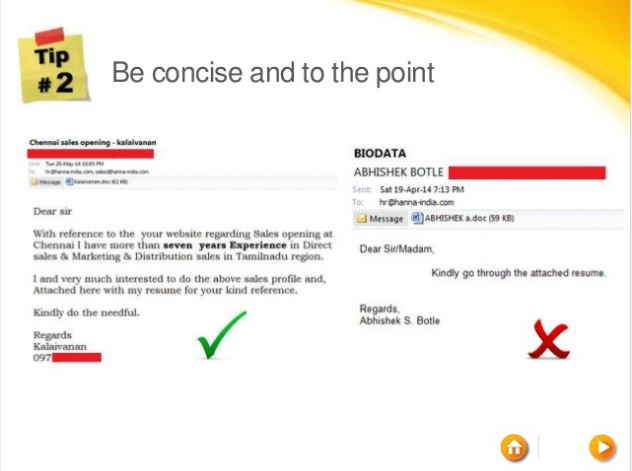 Tip
# 2
Be concise and to the point
Chennai sales opening - kalaivanan
Sent: Tue 20-May-14 10:05 PM
To: hr@hanna-india.com; sales@hanna-india.com
Message Kalaivanan.doc (62 KB)
Dear sir
With reference to the your website regarding Sales opening at
Chennai I have more than seven years Experience in Direct
sales & Marketing & Distribution sales in Tamilnadu region.
I and very much interested to do the above sales profile and,
Attached here with my resume for your kind reference.
Kindly do the needful.
Regards
Kalaivanan
097
BIODATA
ABHISHEK BOTLE
Sent: Sat 19-Apr-14 7:13 PM
To: hr@hanna-india.com
Message ABHISHEK a.doc (59 KB)
Dear Sir/Madam,
Kindly go through the attached resume.
Regards,
Abhishek S. Botle